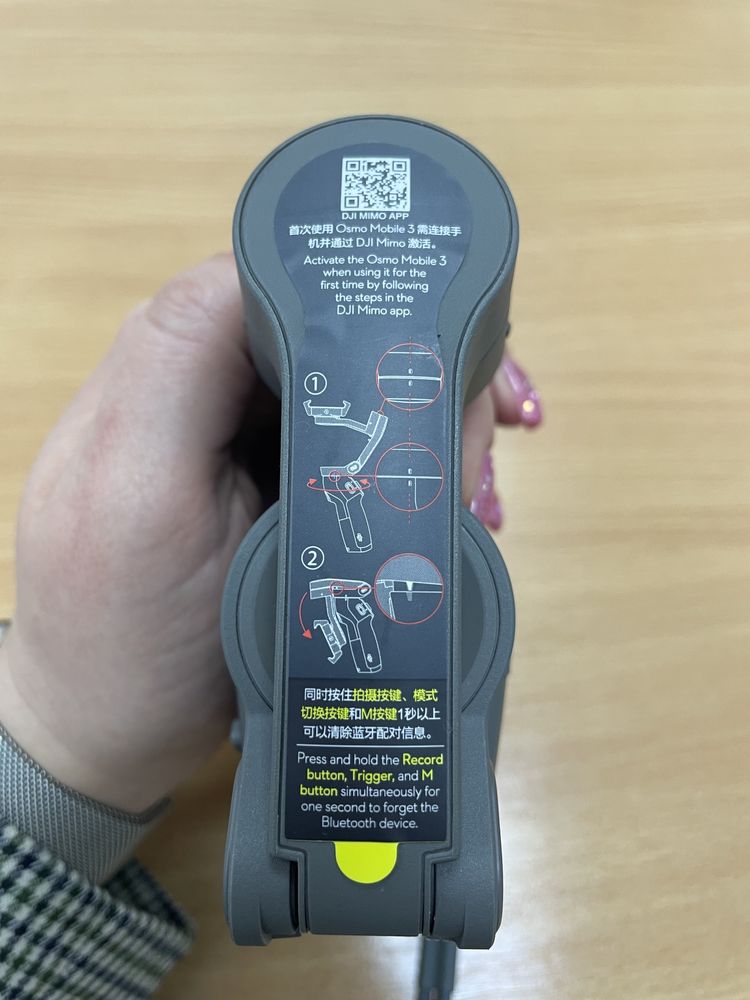 DJI MIMO APP
首次使用 Osmo Mobile 3 需连接手
机并通过 DJI Mimo 激活。
Activate the Osmo Mobile 3
when using it for the
first time by following
the steps in the
DJI Mimo app.
1
2
同时按住拍摄按键、模式
切换按键和M按键1秒以上
可以清除蓝牙配对信息。
Press and hold the Record
button, Trigger, and M
button simultaneously for
one second to forget the
Bluetooth device.